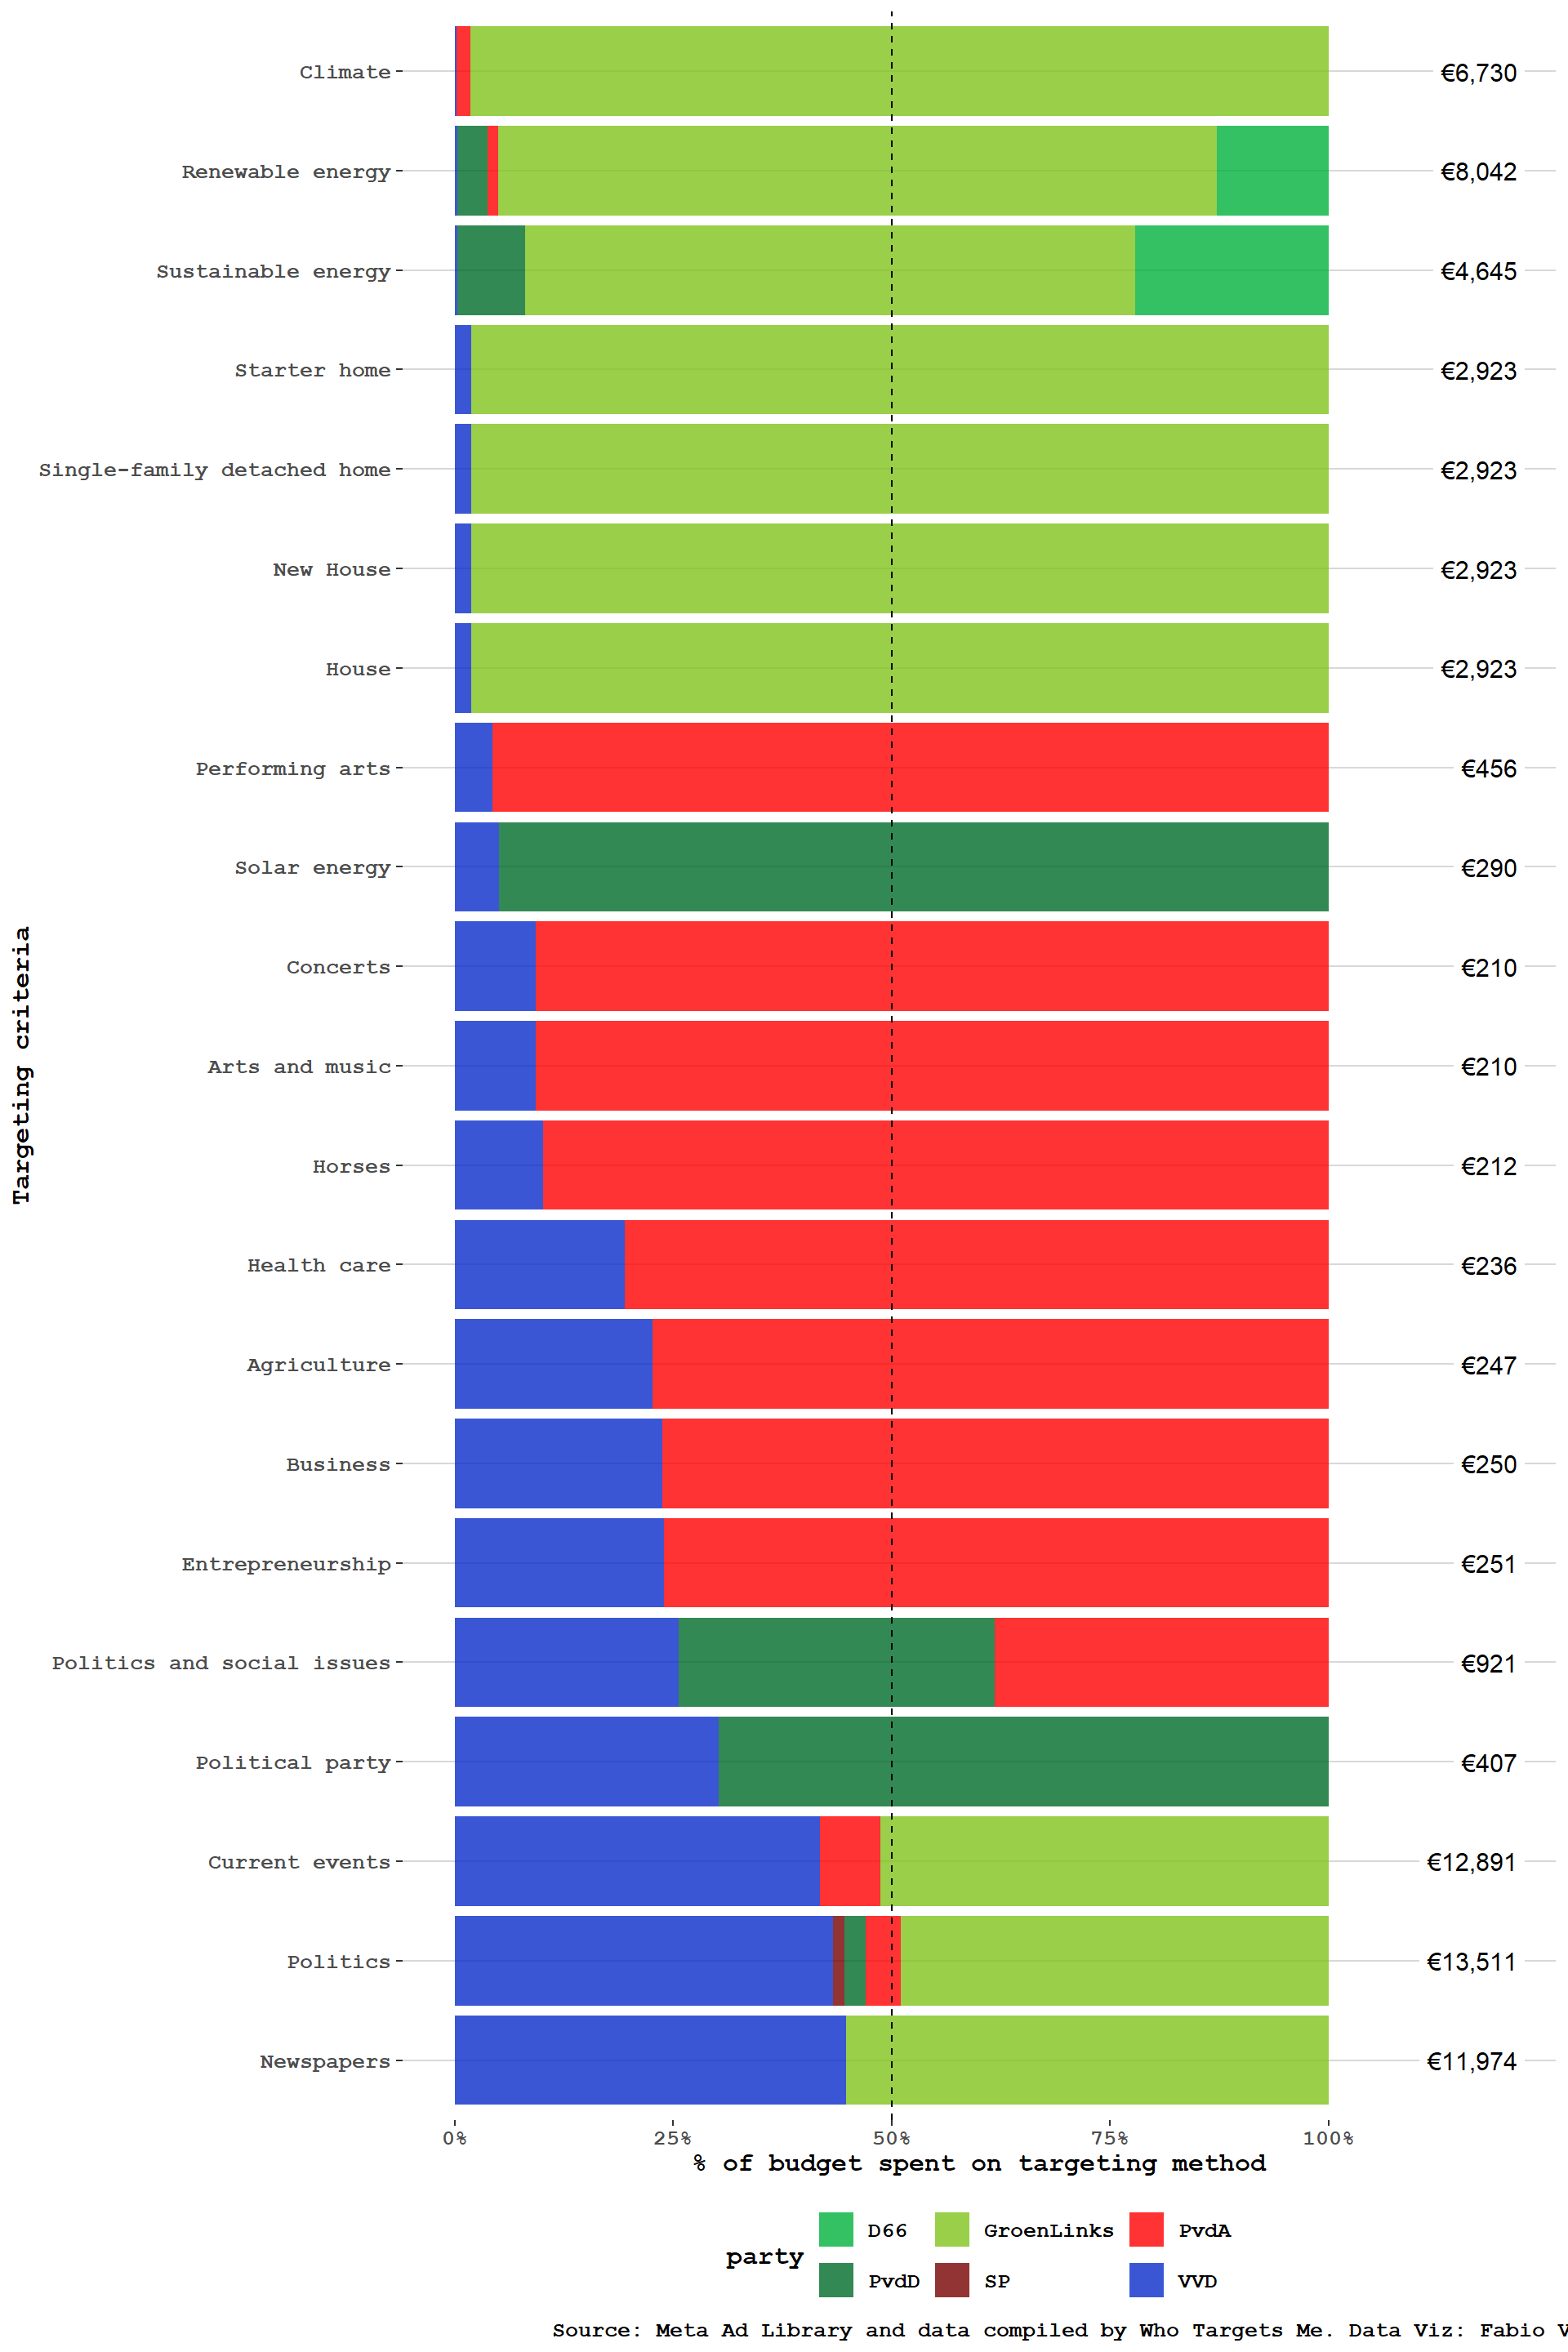 Climate €6,730
Renewable energy €8,042
Sustainable energy €4,645
Starter home €2,923
Single-family detached home €2,923
New House €2,923
House €2,923
Performing arts €456
Solar energy €290
Concerts €210
Arts and music €210
Horses €212
Health care €236
Agriculture €247
Business €250
Entrepreneurship €251
Politics and social issues €921
Political party €407
Current events €12,891
Politics €13,511
Newspapers €11,974
Targeting criteria
0% 25% 50% 75% 100%
% of budget spent on targeting method
party
D66 GroenLinks PvdA
PvdD SP VVD
Source: Meta Ad Library and data compiled by Who Targets Me. Data Viz: Fabio